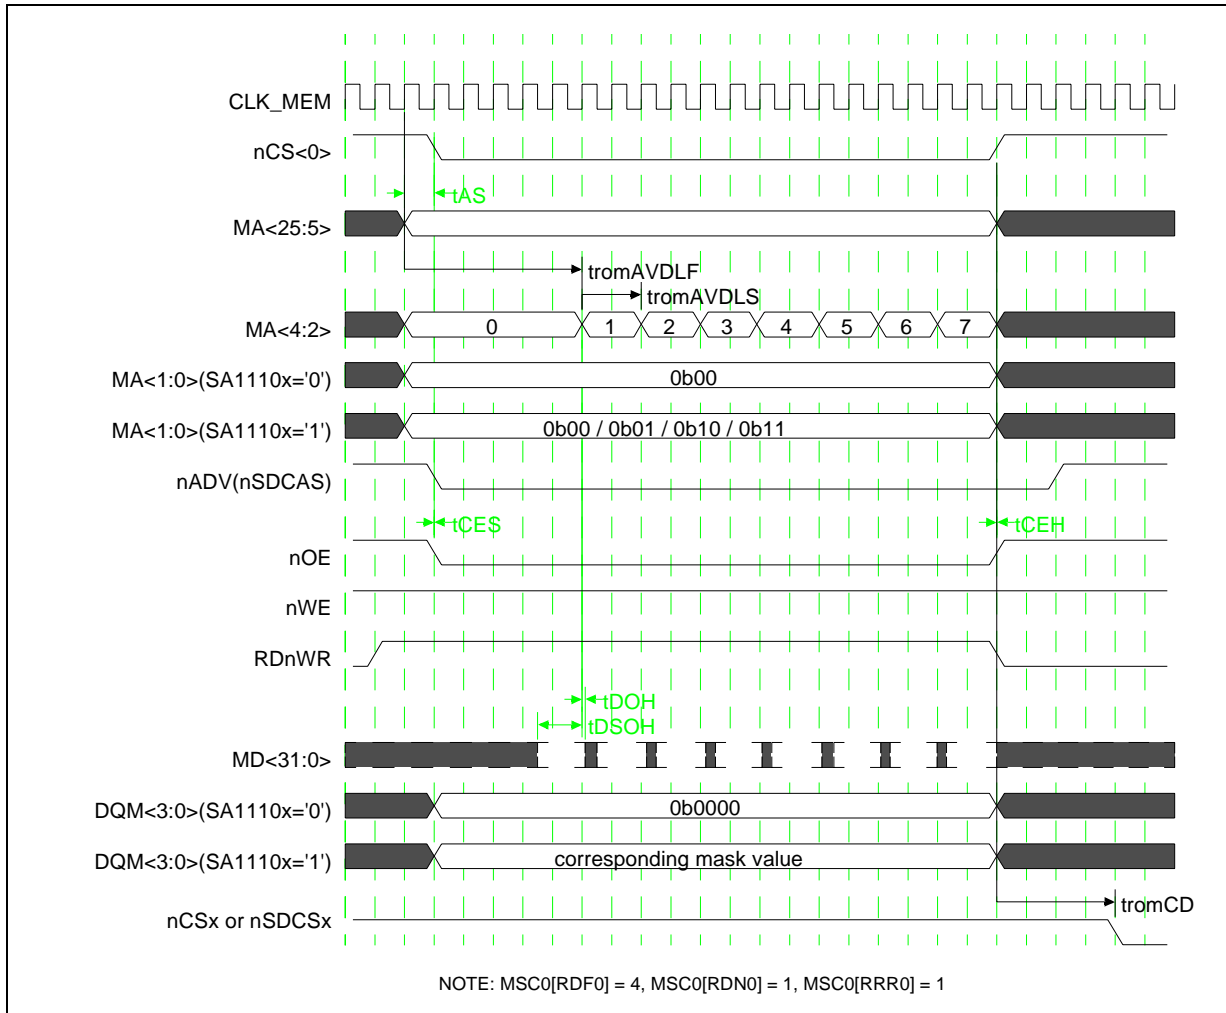 CLK_MEM
nCS<0>
tAS
MA<25:5>
tromAVDLF
tromAVDLS
MA<4:2>
0 1 2 3 4 5 6 7
MA<1:0>(SA1110x='0')
0b00
MA<1:0>(SA1110x='1')
0b00 / 0b01 / 0b10 / 0b11
nADV(nSDCAS)
tCES
tCEH
nOE
nWE
RDnWR
tDOH
tDSOH
MD<31:0>
DQM<3:0>(SA1110x='0')
0b0000
DQM<3:0>(SA1110x='1')
corresponding mask value
tromCD
nCSx or nSDCSx
NOTE: MSC0[RDF0] = 4, MSC0[RDN0] = 1, MSC0[RRR0] = 1